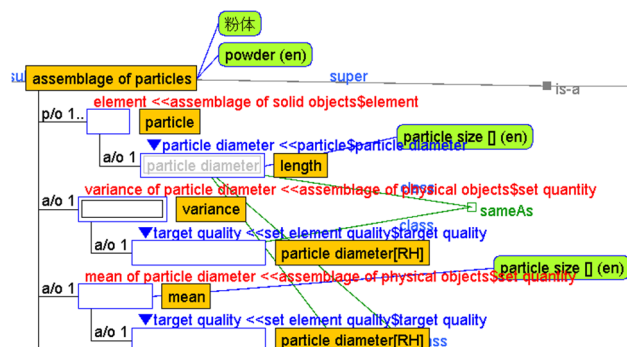 粉体
powder (en)
su
assemblage of particles
super
is-a
element <<assemblage of solid objects$element
p/o 1..
particle
particle size [] (en)
▼particle diameter <<particle$particle diameter
a/o 1
particle diameter
length
class
variance of particle diameter <<assemblage of physical objects$set quantity
a/o 1
variance
sameAs
class
▼target quality <<set element quality$target quality
a/o 1
particle diameter[RH]
particle size [] (en)
mean of particle diameter <<assemblage of physical objects$set quantity
a/o 1
mean
▼target quality <<set element quality$target quality
a/o 1
particle diameter[RH]
ass